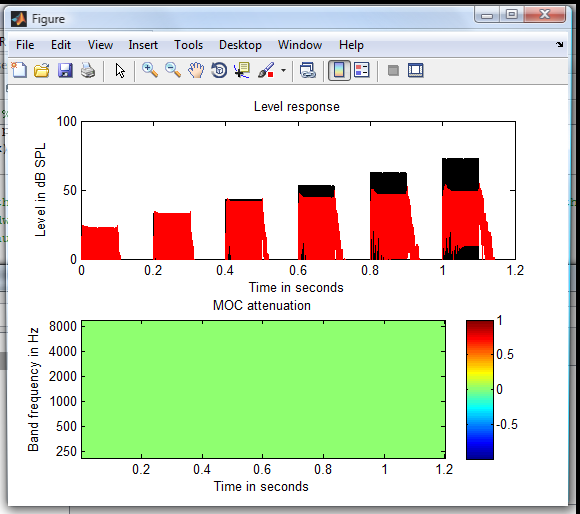 Figure
File Edit View Insert Tools Desktop Window Help
Level response
Level in dB SPL
100
50
0
0 0.2 0.4 0.6 0.8 1 1.2
Time in seconds
MOC attenuation
Band frequency in Hz
8000
4000
2000
1000
500
250
0.2 0.4 0.6 0.8 1 1.2
Time in seconds
1
0.5
0
-0.5